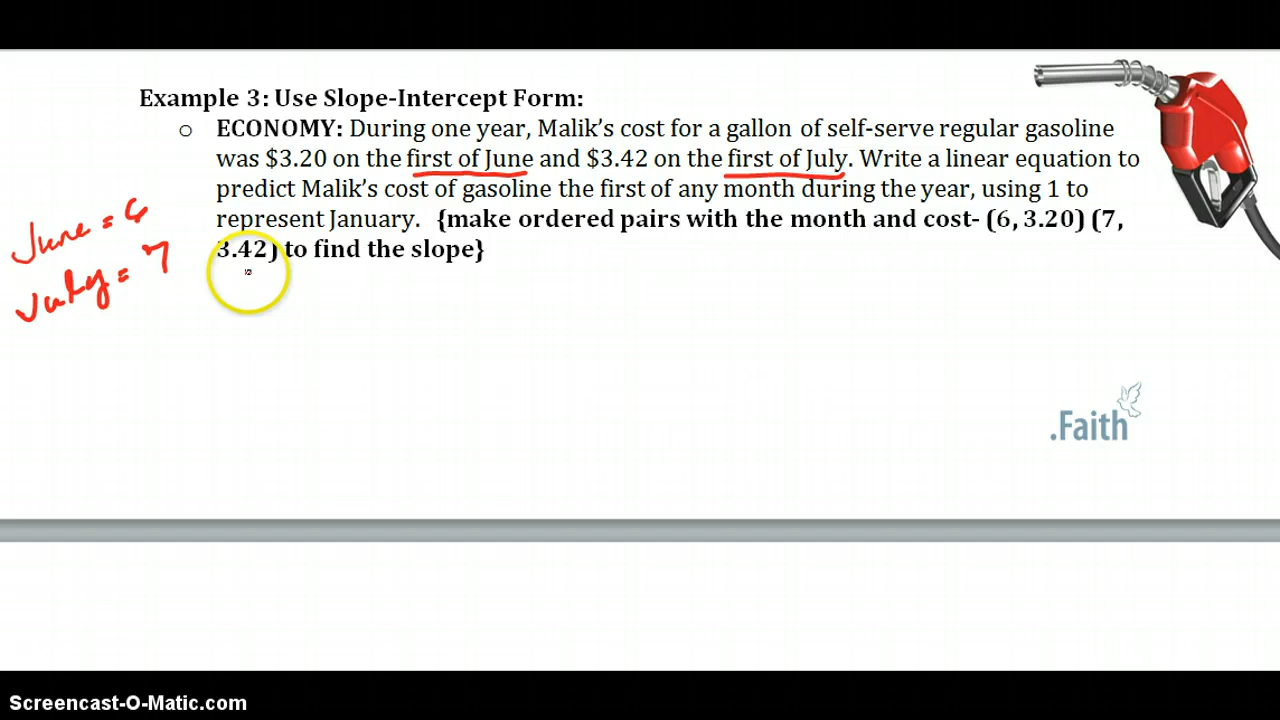 Example 3: Use Slope-Intercept Form:
o ECONOMY: During one year, Malik's cost for a gallon of self-serve regular gasoline
was $3.20 on the first of June and $3.42 on the first of July. Write a linear equation to
predict Malik's cost of gasoline the first of any month during the year, using 1 to
represent January. {make ordered pairs with the month and cost- (6, 3.20) (7,
3.42) to find the slope}
June = 6
July = 7
.Faith
Screencast-O-Matic.com